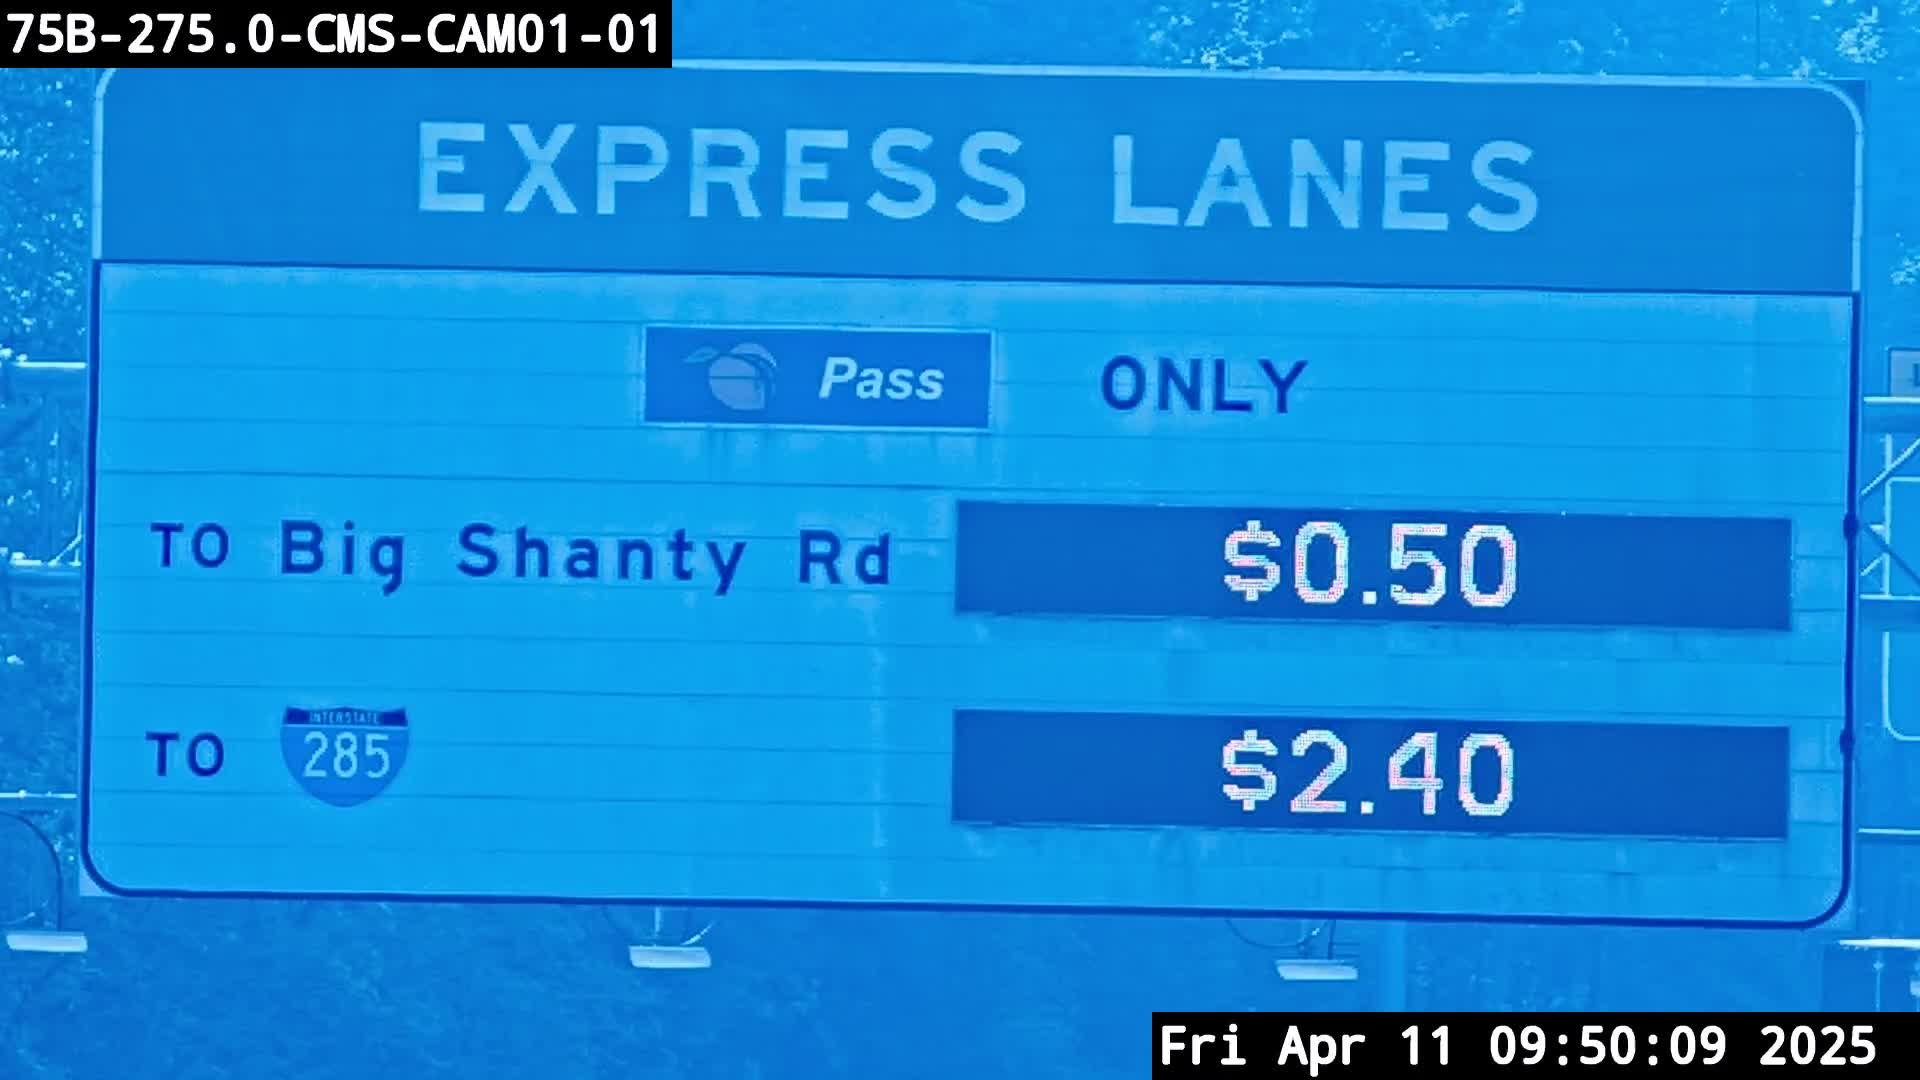 75B-275.0-CMS-CAM01-01
EXPRESS LANES
Pass ONLY
TO Big Shanty Rd $0.50
TO INTERSTATE 285 $2.40
Fri Apr 11 09:50:09 2025